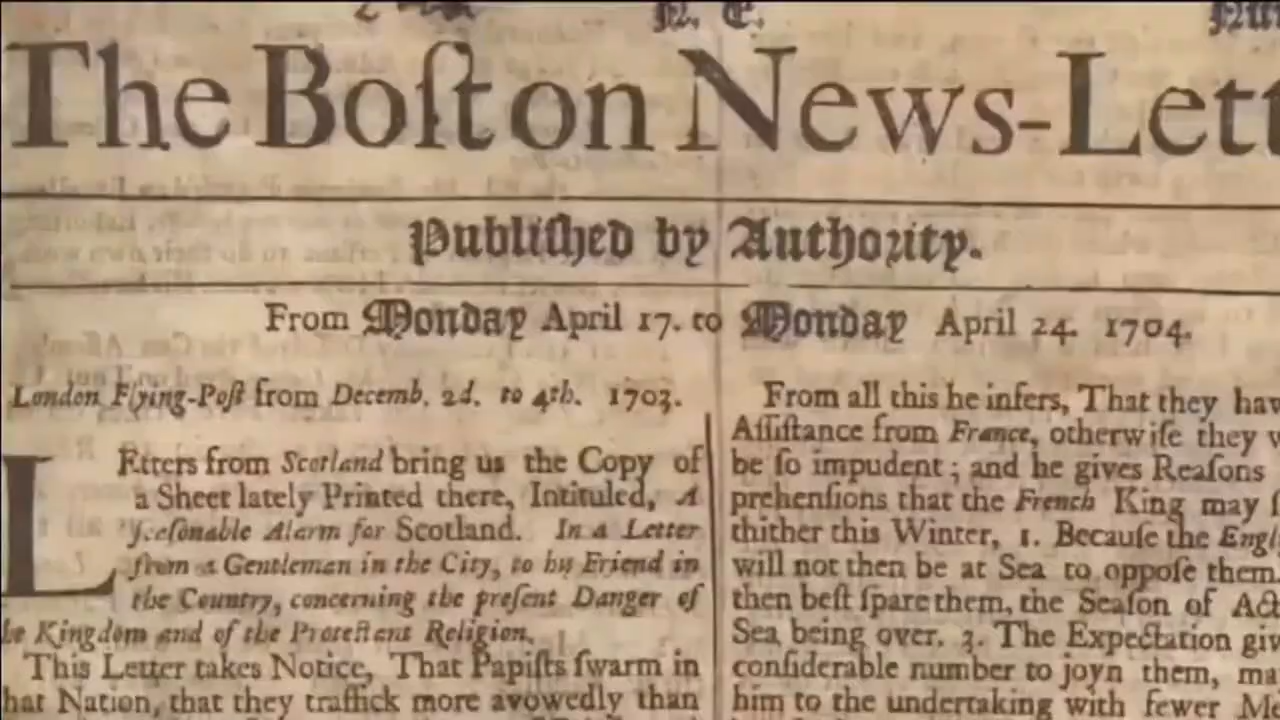 N. E.
The Boſton News-Lett
Publiſhed by Authority.
From Monday April 17. to Monday April 24. 1704.
London Flying-Poſt from Decemb. 2d. to 4th. 1703.
LEtters from Scotland bring us the Copy of
a Sheet lately Printed there, Intituled, A
ſeaſonable Alarm for Scotland. In a Letter
from a Gentleman in the City, to his Friend in
the Country, concerning the preſent Danger of
he Kingdom and of the Proteſtant Religion.
This Letter takes Notice, That Papiſts ſwarm in
hat Nation, that they traffick more avowedly than
From all this he infers, That they hav
Aſſiſtance from France, otherwiſe they w
be ſo impudent; and he gives Reaſons
prehenſions that the French King may ſ
thither this Winter, 1. Becauſe the Engl
will not then be at Sea to oppoſe them.
then beſt ſpare them, the Seaſon of Act
Sea being over. 3. The Expectation giv
conſiderable number to joyn them, ma
him to the undertaking with fewer Me